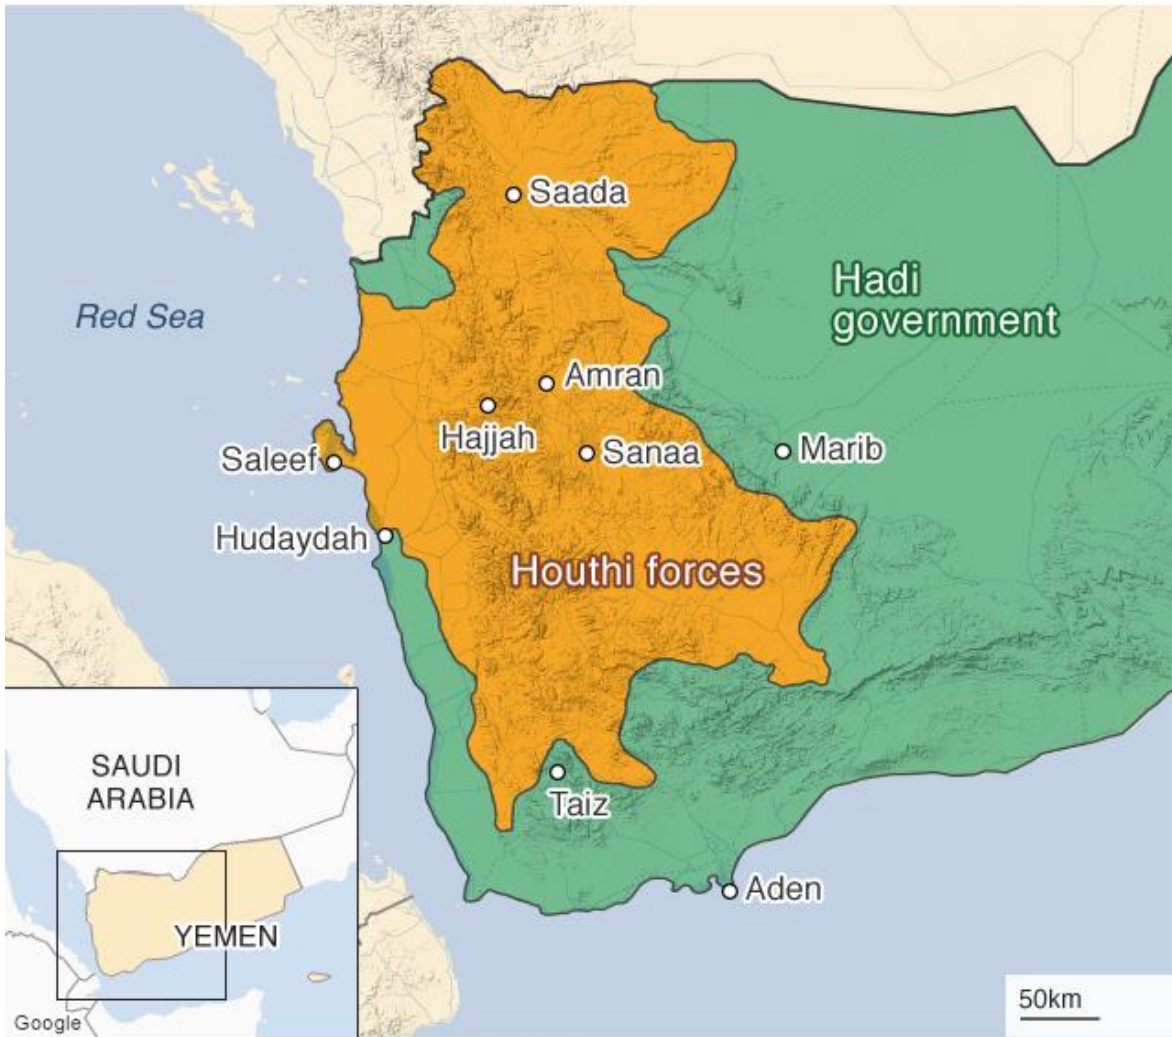 Saada
Hadi
government
Red Sea
Amran
Hajjah
Saleef
Sanaa
Marib
Hudaydah
Houthi forces
SAUDI
ARABIA
Taiz
Aden
YEMEN
50km
Google